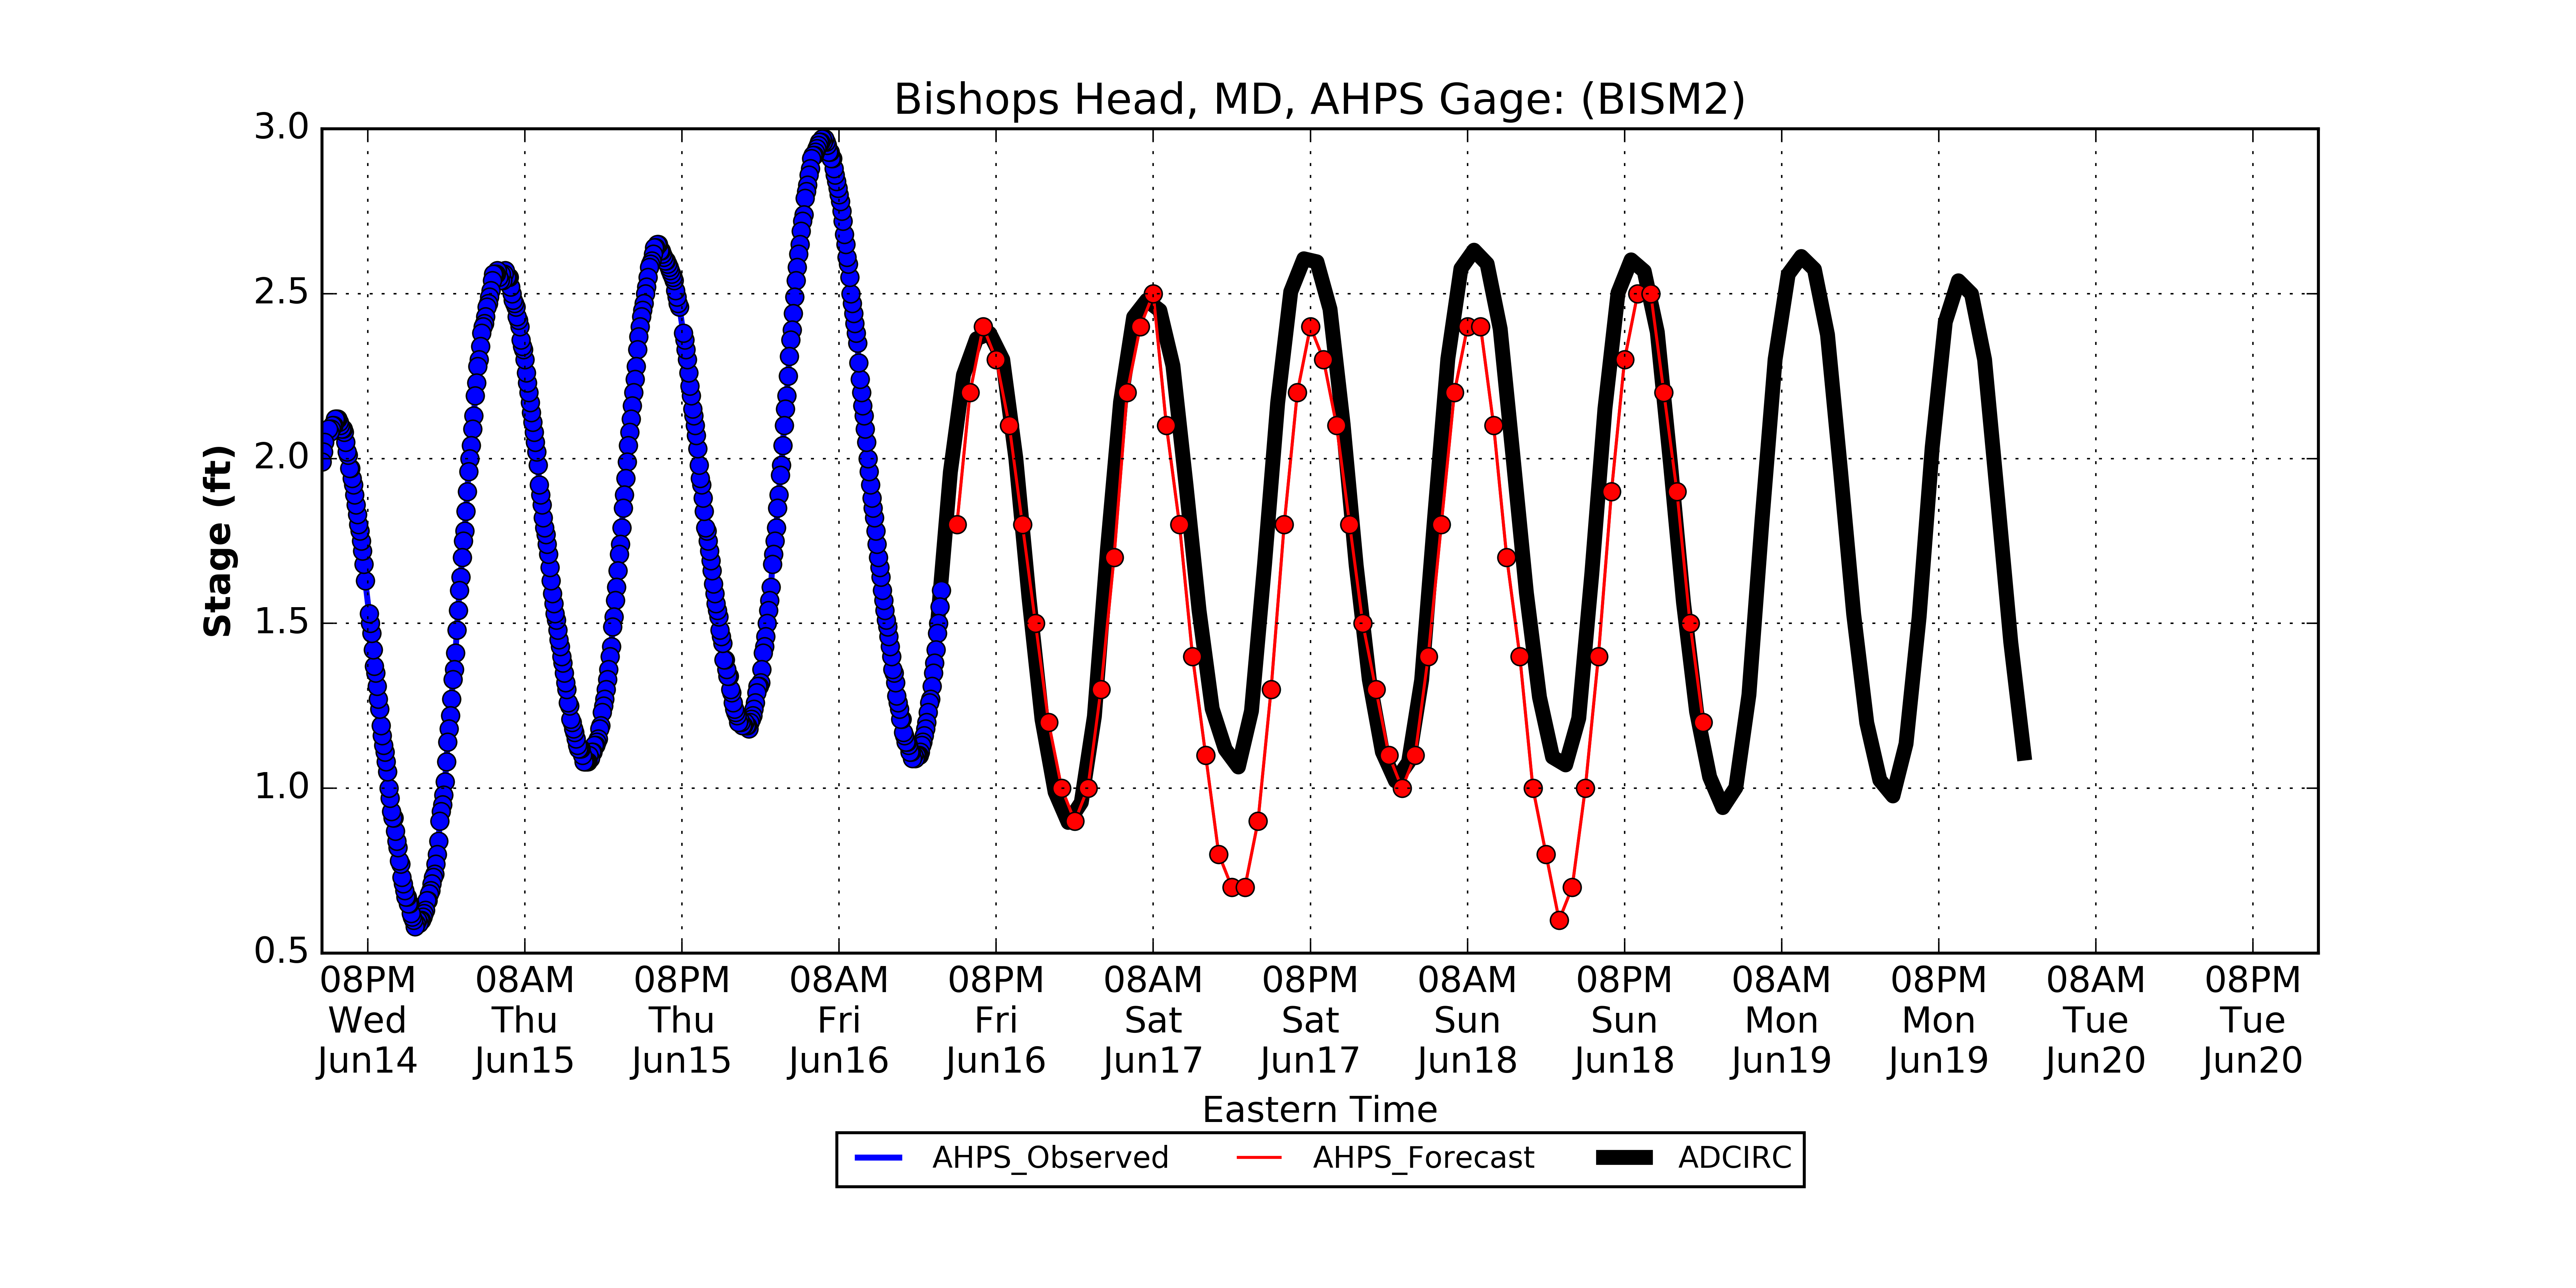 Bishops Head, MD, AHPS Gage: (BISM2)
3.0
2.5
2.0
1.5
1.0
0.5
Stage (ft)
08PM 08AM 08PM 08AM 08PM 08AM 08PM 08AM 08PM 08AM 08PM 08AM 08PM
Wed Thu Thu Fri Fri Sat Sat Sun Sun Mon Mon Tue Tue
Jun14 Jun15 Jun15 Jun16 Jun16 Jun17 Jun17 Jun18 Jun18 Jun19 Jun19 Jun20 Jun20
Eastern Time
AHPS_Observed AHPS_Forecast ADCIRC